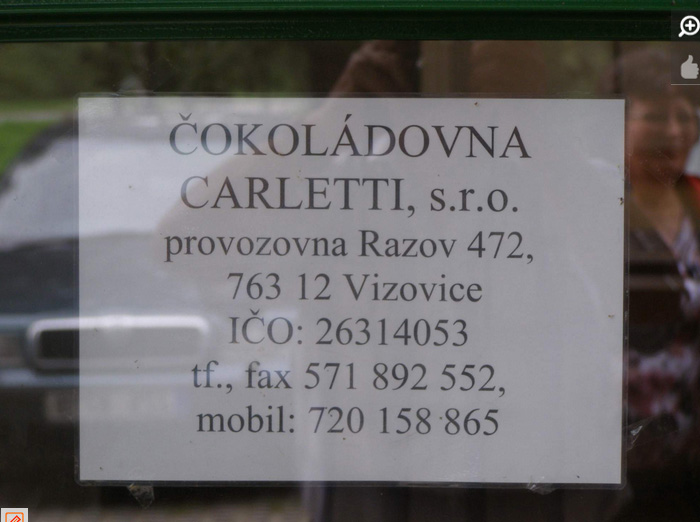 ČOKOLÁDOVNA
CARLETTI, s.r.o.
provozovna Razov 472,
763 12 Vizovice
IČO: 26314053
tf., fax 571 892 552,
mobil: 720 158 865